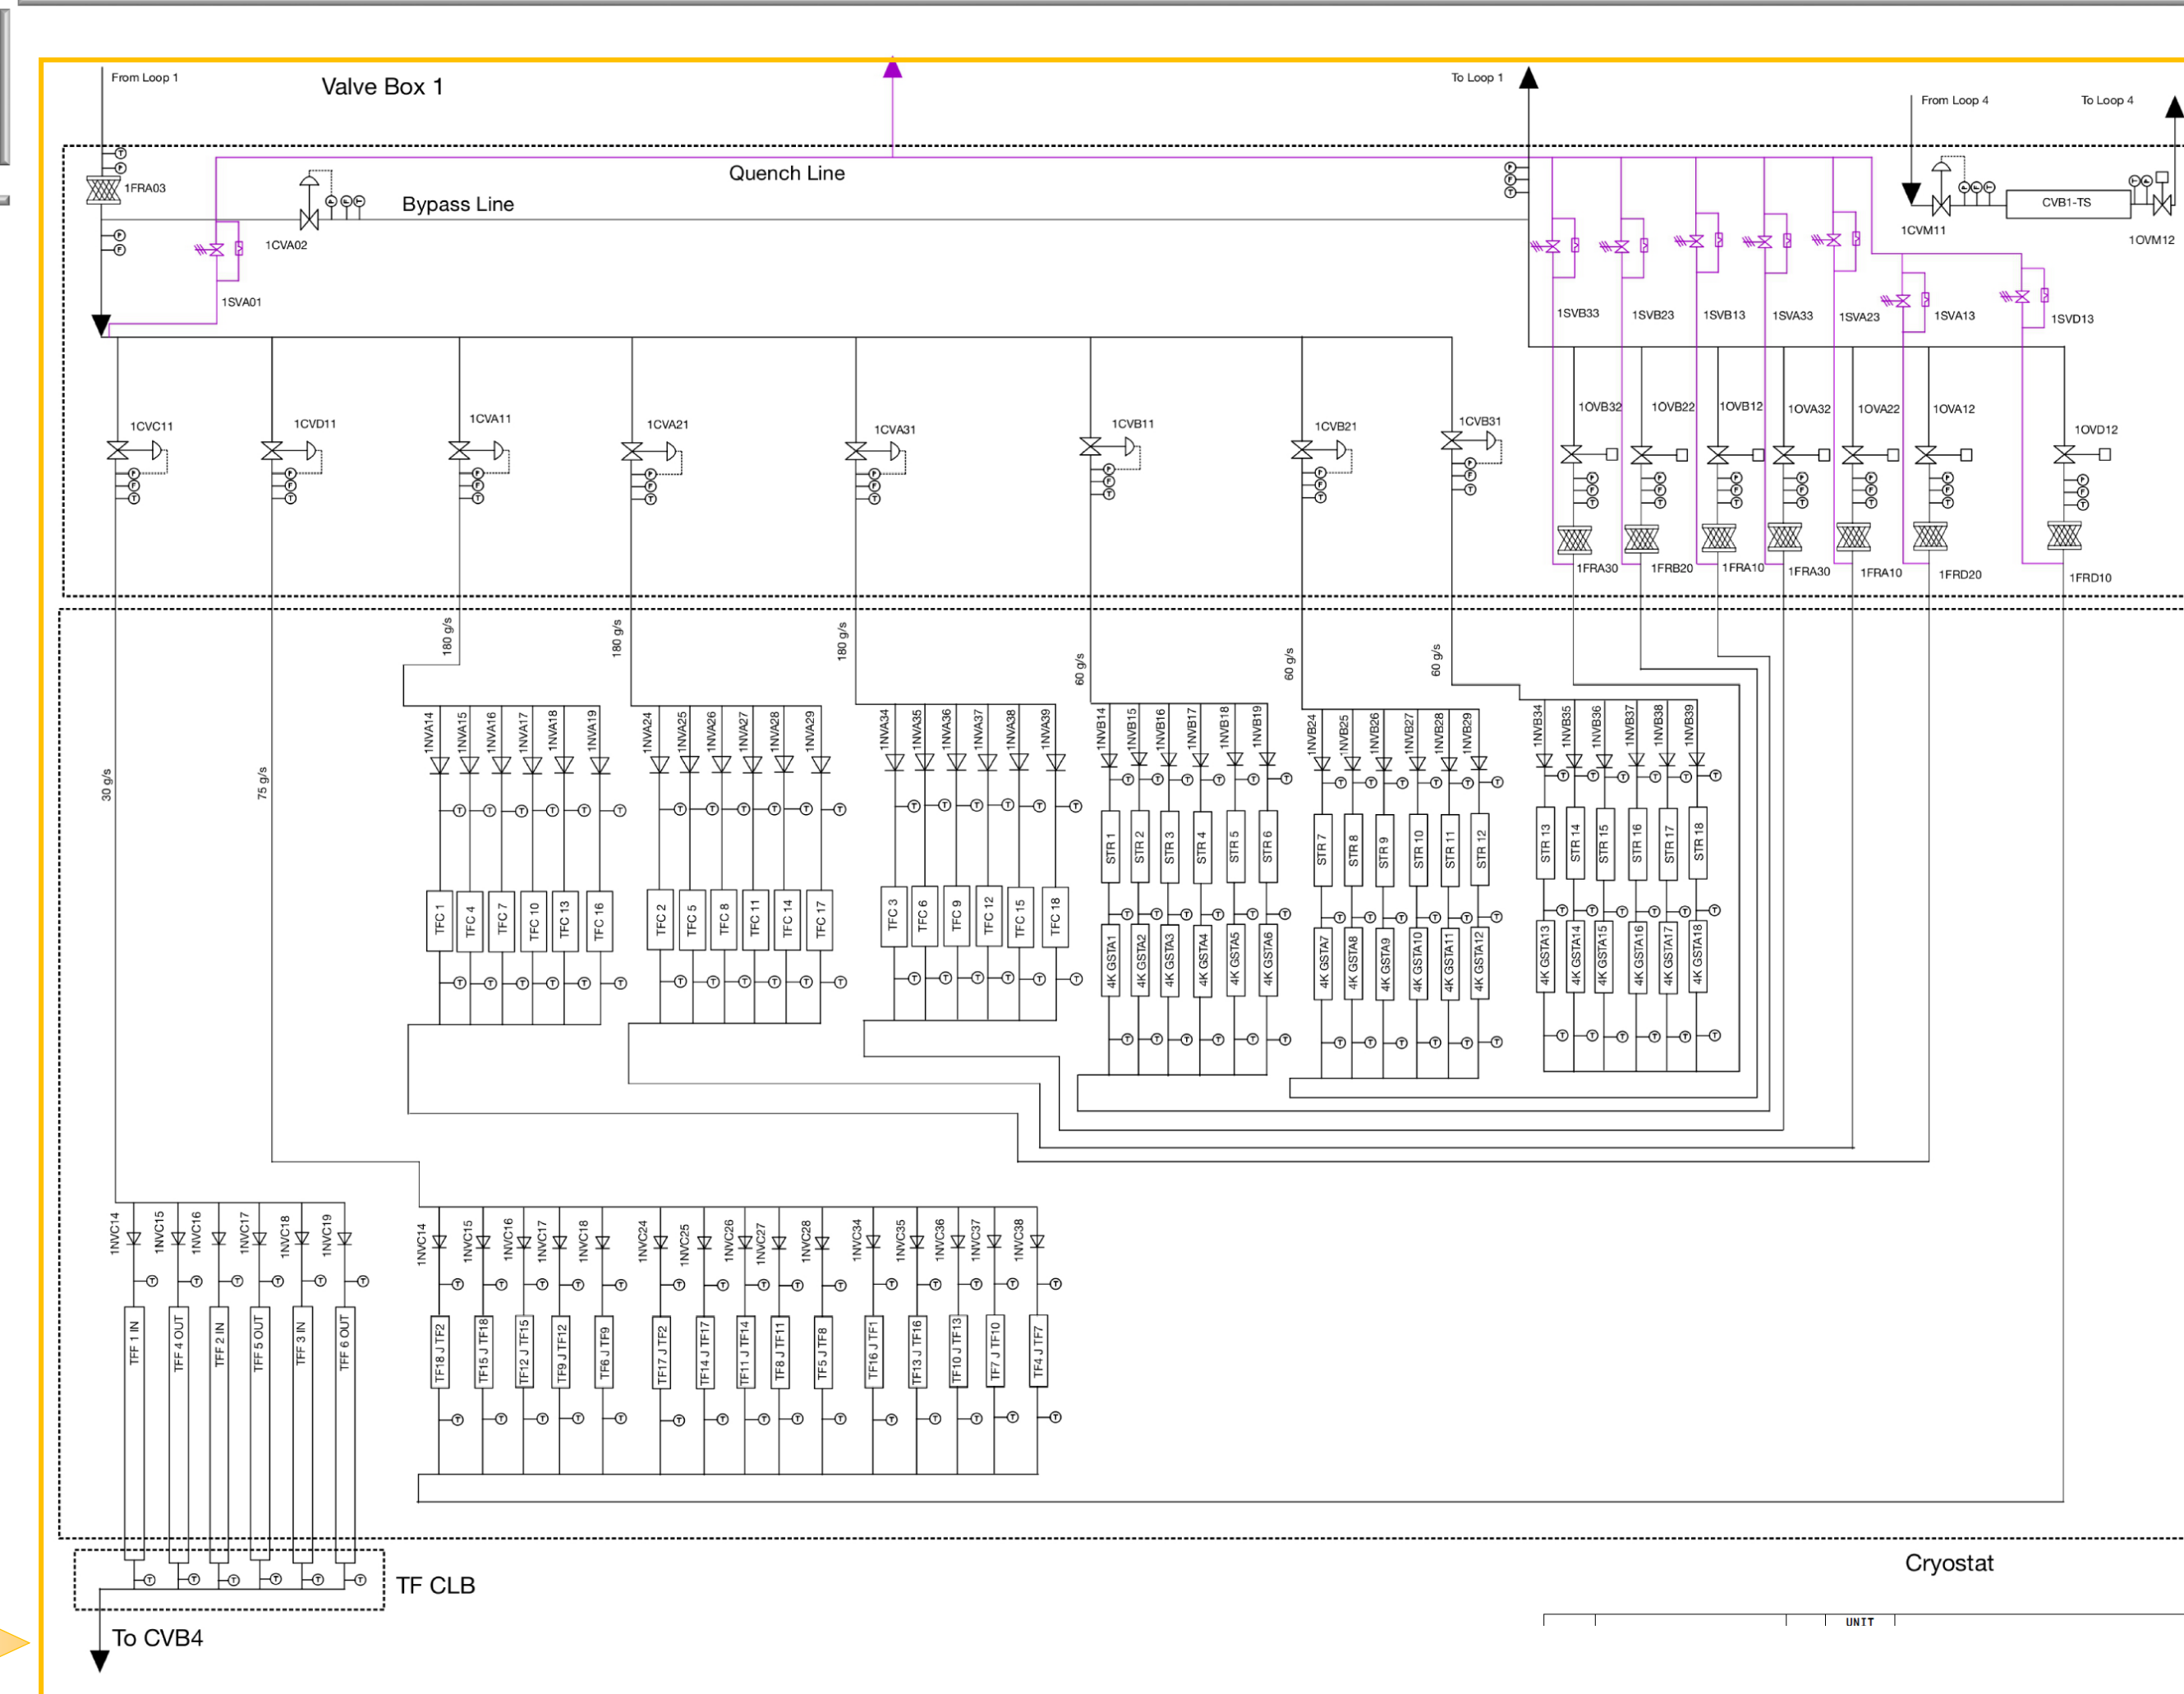 From Loop 1
Valve Box 1
To Loop 1
From Loop 4
To Loop 4
Quench Line
1FRA03
Bypass Line
CVB1-TS
1CVA02
1CVM11
1OVM12
1SVA01
1SVB33
1SVB23
1SVB13
1SVA33
1SVA23
1SVA13
1SVD13
1CVC11
1CVD11
1CVA11
1CVA21
1CVA31
1CVB11
1CVB21
1CVB31
1OVB32
1OVB22
1OVB12
1OVA32
1OVA22
1OVA12
1OVD12
1FRA30
1FRB20
1FRA10
1FRA30
1FRA10
1FRD20
1FRD10
30 g/s
75 g/s
180 g/s
180 g/s
180 g/s
60 g/s
60 g/s
60 g/s
1NVA14
1NVA15
1NVA16
1NVA17
1NVA18
1NVA19
1NVA24
1NVA25
1NVA26
1NVA27
1NVA28
1NVA29
1NVA34
1NVA35
1NVA36
1NVA37
1NVA38
1NVA39
1NVB14
1NVB15
1NVB16
1NVB17
1NVB18
1NVB19
1NVB24
1NVB25
1NVB26
1NVB27
1NVB28
1NVB29
1NVB34
1NVB35
1NVB36
1NVB37
1NVB38
1NVB39
STR 1
STR 2
STR 3
STR 4
STR 5
STR 6
STR 7
STR 8
STR 9
STR 10
STR 11
STR 12
STR 13
STR 14
STR 15
STR 16
STR 17
STR 18
TFC 1
TFC 4
TFC 7
TFC 10
TFC 13
TFC 16
TFC 2
TFC 5
TFC 8
TFC 11
TFC 14
TFC 17
TFC 3
TFC 6
TFC 9
TFC 12
TFC 15
TFC 18
4K GSTA1
4K GSTA2
4K GSTA3
4K GSTA4
4K GSTA5
4K GSTA6
4K GSTA7
4K GSTA8
4K GSTA9
4K GSTA10
4K GSTA11
4K GSTA12
4K GSTA13
4K GSTA14
4K GSTA15
4K GSTA16
4K GSTA17
4K GSTA18
1NVC14
1NVC15
1NVC16
1NVC17
1NVC18
1NVC19
1NVC14
1NVC15
1NVC16
1NVC17
1NVC18
1NVC24
1NVC25
1NVC26
1NVC27
1NVC28
1NVC34
1NVC35
1NVC36
1NVC37
1NVC38
TFF 1 IN
TFF 4 OUT
TFF 2 IN
TFF 5 OUT
TFF 3 IN
TFF 6 OUT
TF18 J TF2
TF15 J TF18
TF12 J TF15
TF9 J TF12
TF6 J TF9
TF17 J TF2
TF14 J TF17
TF11 J TF14
TF8 J TF11
TF5 J TF8
TF16 J TF1
TF13 J TF16
TF10 J TF13
TF7 J TF10
TF4 J TF7
Cryostat
TF CLB
UNIT
To CVB4